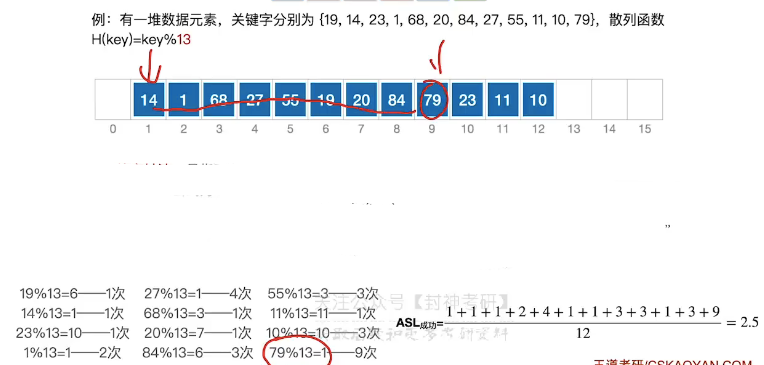 例：有一堆数据元素，关键字分别为 {19, 14, 23, 1, 68, 20, 84, 27, 55, 11, 10, 79}，散列函数
H(key)=key%13
14 1 68 27 55 19 20 84 79 23 11 10
0 1 2 3 4 5 6 7 8 9 10 11 12 13 14 15
19%13=6——1次 27%13=1——4次 55%13=3——3次
14%13=1——1次 68%13=3——1次 11%13=11——1次
23%13=10——1次 20%13=7——1次 10%13=10——3次
1%13=1——2次 84%13=6——3次 79%13=1——9次
关注公众号【封神考研】
ASL成功= 1 + 1 + 1 + 2 + 4 + 1 + 1 + 3 + 3 + 1 + 3 + 9 / 12 = 2.5
王道考研/CSKAOYAN.COM